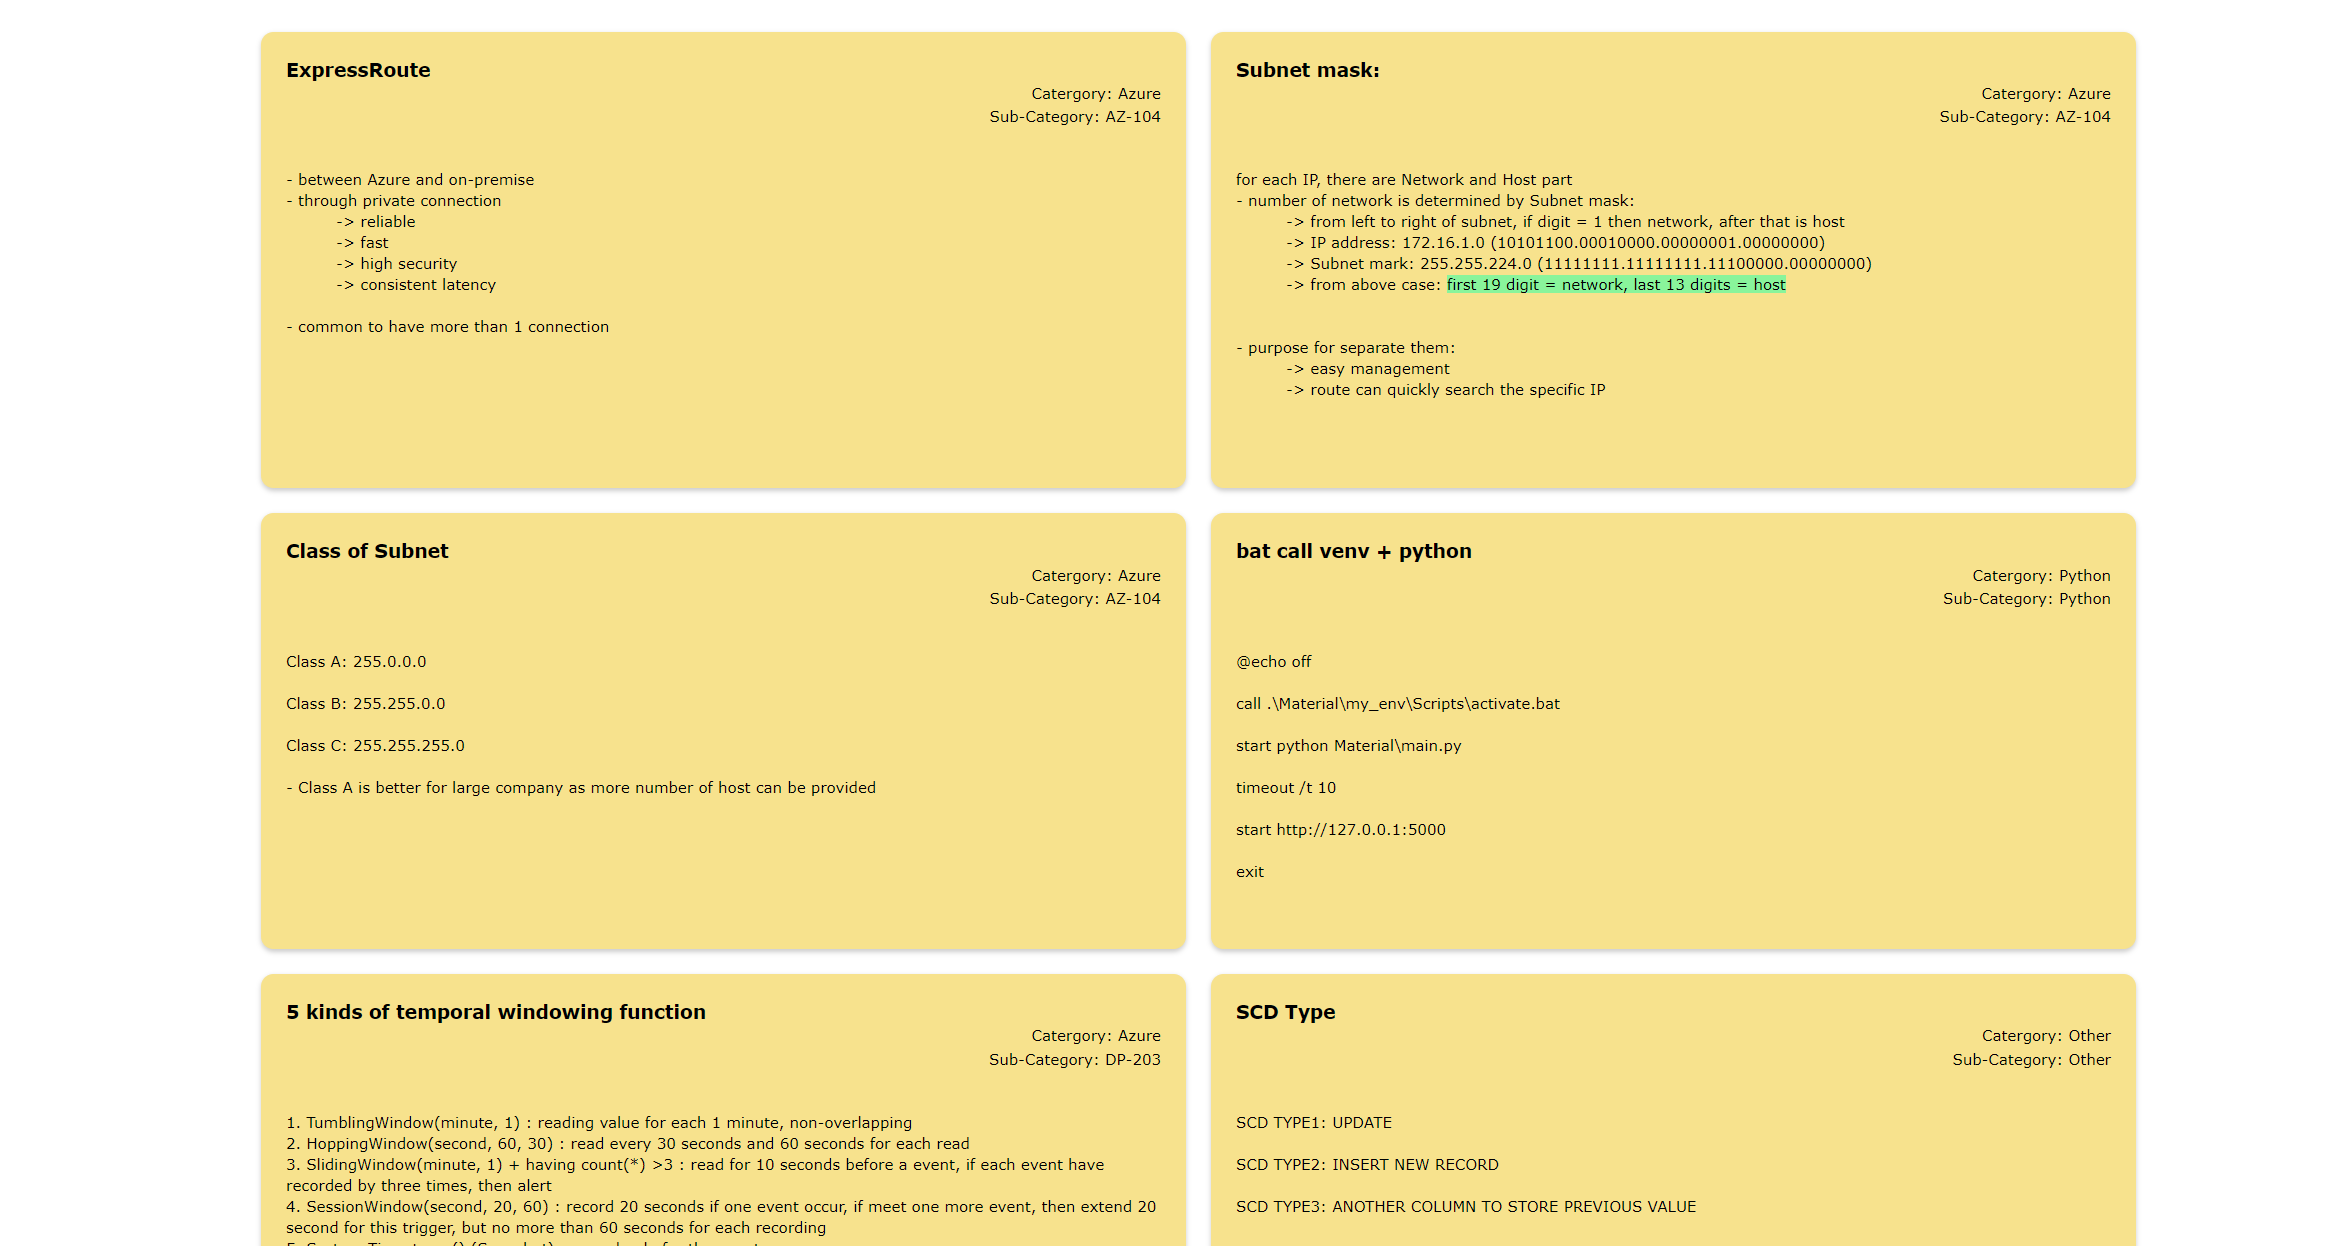 ExpressRoute
Catergory: Azure
Sub-Category: AZ-104
- between Azure and on-premise
- through private connection
-> reliable
-> fast
-> high security
-> consistent latency
- common to have more than 1 connection
Subnet mask:
Catergory: Azure
Sub-Category: AZ-104
for each IP, there are Network and Host part
- number of network is determined by Subnet mask:
-> from left to right of subnet, if digit = 1 then network, after that is host
-> IP address: 172.16.1.0 (10101100.00010000.00000001.00000000)
-> Subnet mark: 255.255.224.0 (11111111.11111111.11100000.00000000)
-> from above case: first 19 digit = network, last 13 digits = host
- purpose for separate them:
-> easy management
-> route can quickly search the specific IP
Class of Subnet
Catergory: Azure
Sub-Category: AZ-104
Class A: 255.0.0.0
Class B: 255.255.0.0
Class C: 255.255.255.0
- Class A is better for large company as more number of host can be provided
bat call venv + python
Catergory: Python
Sub-Category: Python
@echo off
call .\Material\my_env\Scripts\activate.bat
start python Material\main.py
timeout /t 10
start http://127.0.0.1:5000
exit
5 kinds of temporal windowing function
Catergory: Azure
Sub-Category: DP-203
1. TumblingWindow(minute, 1) : reading value for each 1 minute, non-overlapping
2. HoppingWindow(second, 60, 30) : read every 30 seconds and 60 seconds for each read
3. SlidingWindow(minute, 1) + having count(*) >3 : read for 10 seconds before a event, if each event have
recorded by three times, then alert
4. SessionWindow(second, 20, 60) : record 20 seconds if one event occur, if meet one more event, then extend 20
second for this trigger, but no more than 60 seconds for each recording
SCD Type
Catergory: Other
Sub-Category: Other
SCD TYPE1: UPDATE
SCD TYPE2: INSERT NEW RECORD
SCD TYPE3: ANOTHER COLUMN TO STORE PREVIOUS VALUE